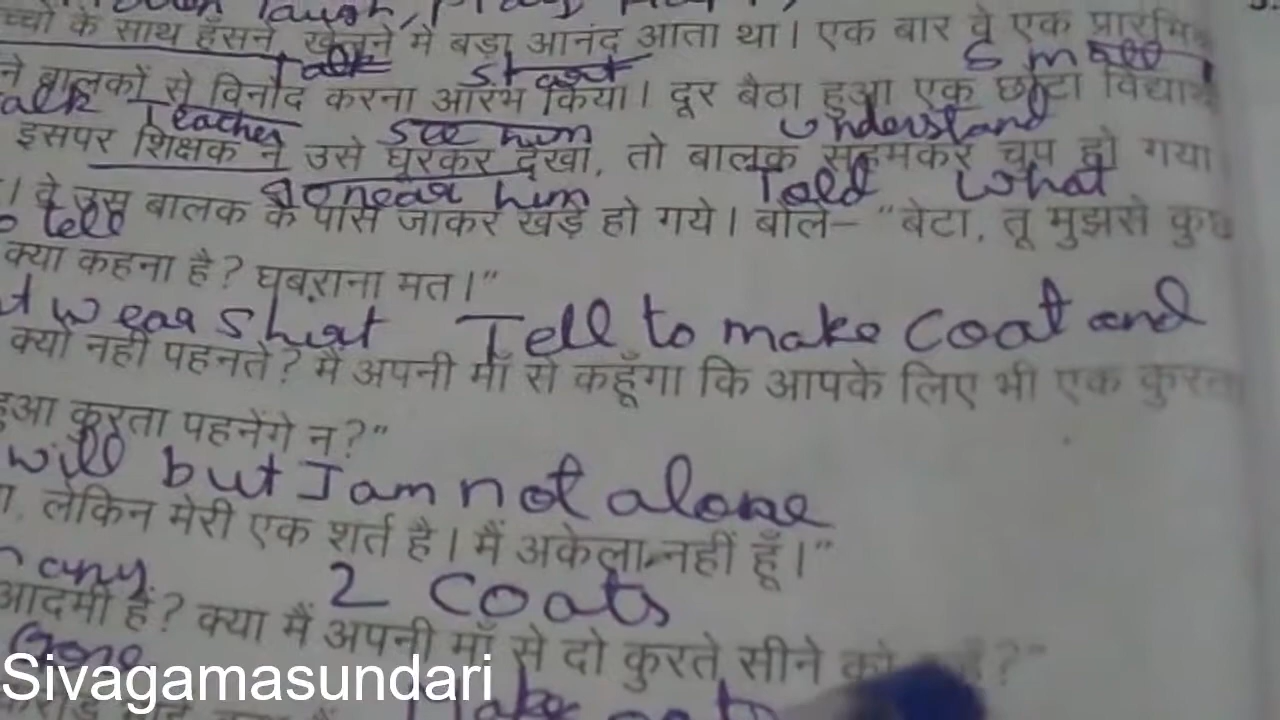 laugh,
च्चों के साथ हँसने, खेलने में बड़ा आनंद आता था। एक बार वे एक
Talk start small
ने बालकों से विनोद करना आरंभ किया। दूर बैठा हुआ एक छोटा
Teacher see him understand
इसपर शिक्षक ने उसे घूरकर देखा, तो बालक सहमकर चुप हो गया
go near him Told what
। वे उस बालक के पास जाकर खड़े हो गये। बोले– “बेटा, तू मुझसे
tell
क्या कहना है? घबराना मत।”
wear shirt Tell to make coat and
क्यों नहीं पहनते? मैं अपनी माँ से कहूँगा कि आपके लिए भी एक
हुआ कुरता पहनेंगे न?”
will but I am not alone
लेकिन मेरी एक शर्त है। मैं अकेला नहीं हूँ।”
any 2 coats
आदमी हैं? क्या मैं अपनी माँ से दो कुरते सीने को
Sivagamasundari